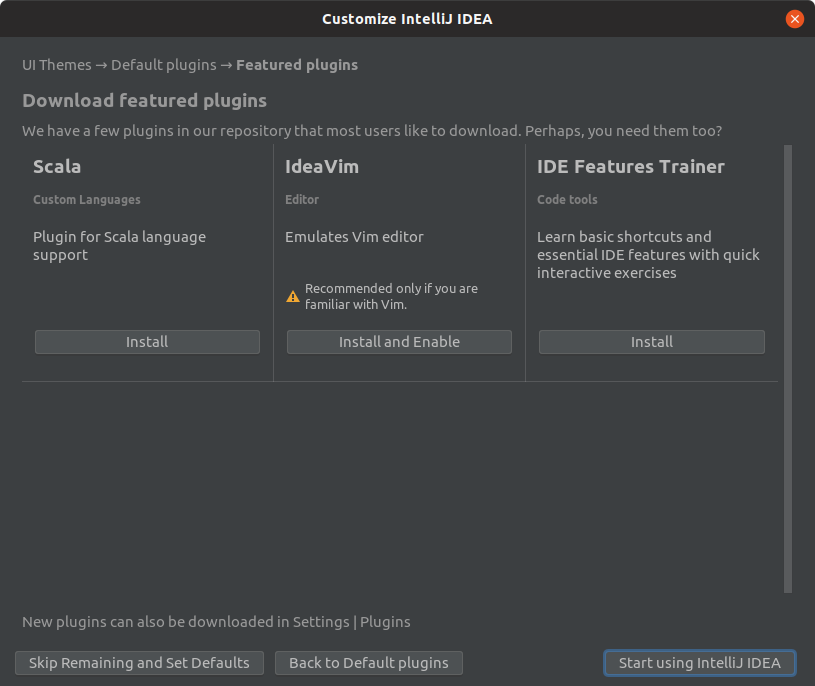 Customize IntelliJ IDEA
UI Themes → Default plugins → Featured plugins
Download featured plugins
We have a few plugins in our repository that most users like to download. Perhaps, you need them too?
Scala
Custom Languages
Plugin for Scala language
support
Install
IdeaVim
Editor
Emulates Vim editor
Recommended only if you are
familiar with Vim.
Install and Enable
IDE Features Trainer
Code tools
Learn basic shortcuts and
essential IDE features with quick
interactive exercises
Install
New plugins can also be downloaded in Settings | Plugins
Skip Remaining and Set Defaults
Back to Default plugins
Start using IntelliJ IDEA